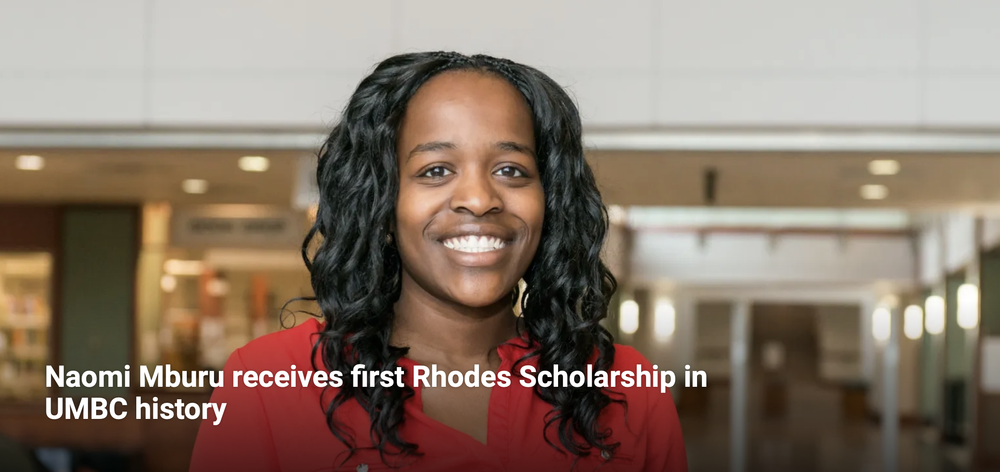 Naomi Mburu receives first Rhodes Scholarship in
UMBC history